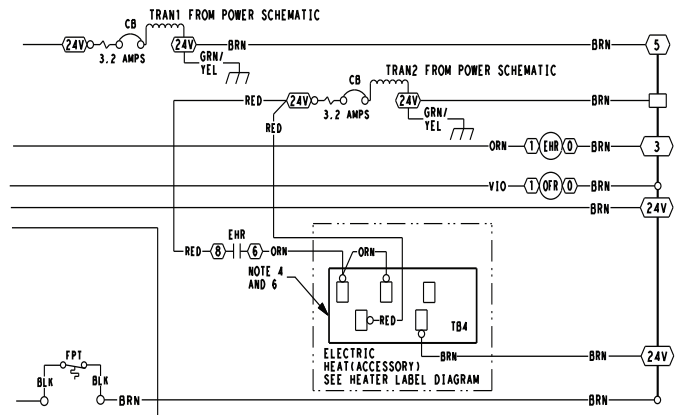 TRAN1 FROM POWER SCHEMATIC
CB
24V
3.2 AMPS
24V
BRN
5
GRN/
YEL
TRAN2 FROM POWER SCHEMATIC
CB
RED
24V
3.2 AMPS
24V
BRN
GRN/
YEL
RED
ORN 1 EHR 0 BRN 3
VIO 1 OFR 0 BRN
BRN 24V
EHR
RED 8 6 ORN
ORN
NOTE 4
AND 6
RED
TB4
ELECTRIC
HEAT(ACCESSORY)
SEE HEATER LABEL DIAGRAM
BRN
BRN
24V
FPT
BLK
BLK
BRN
BRN